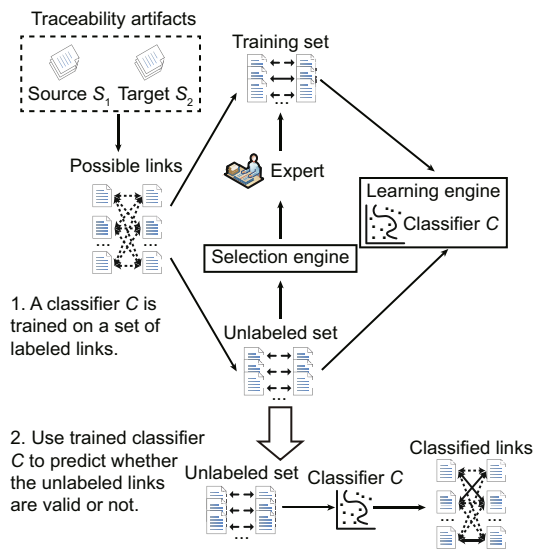 Traceability artifacts
Source S1 Target S2
Training set
...
Possible links
...
...
Expert
Learning engine
Classifier C
Selection engine
1. A classifier C is
trained on a set of
labeled links.
Unlabeled set
...
2. Use trained classifier
C to predict whether
the unlabeled links
are valid or not.
Unlabeled set
...
Classifier C
Classified links
...
...